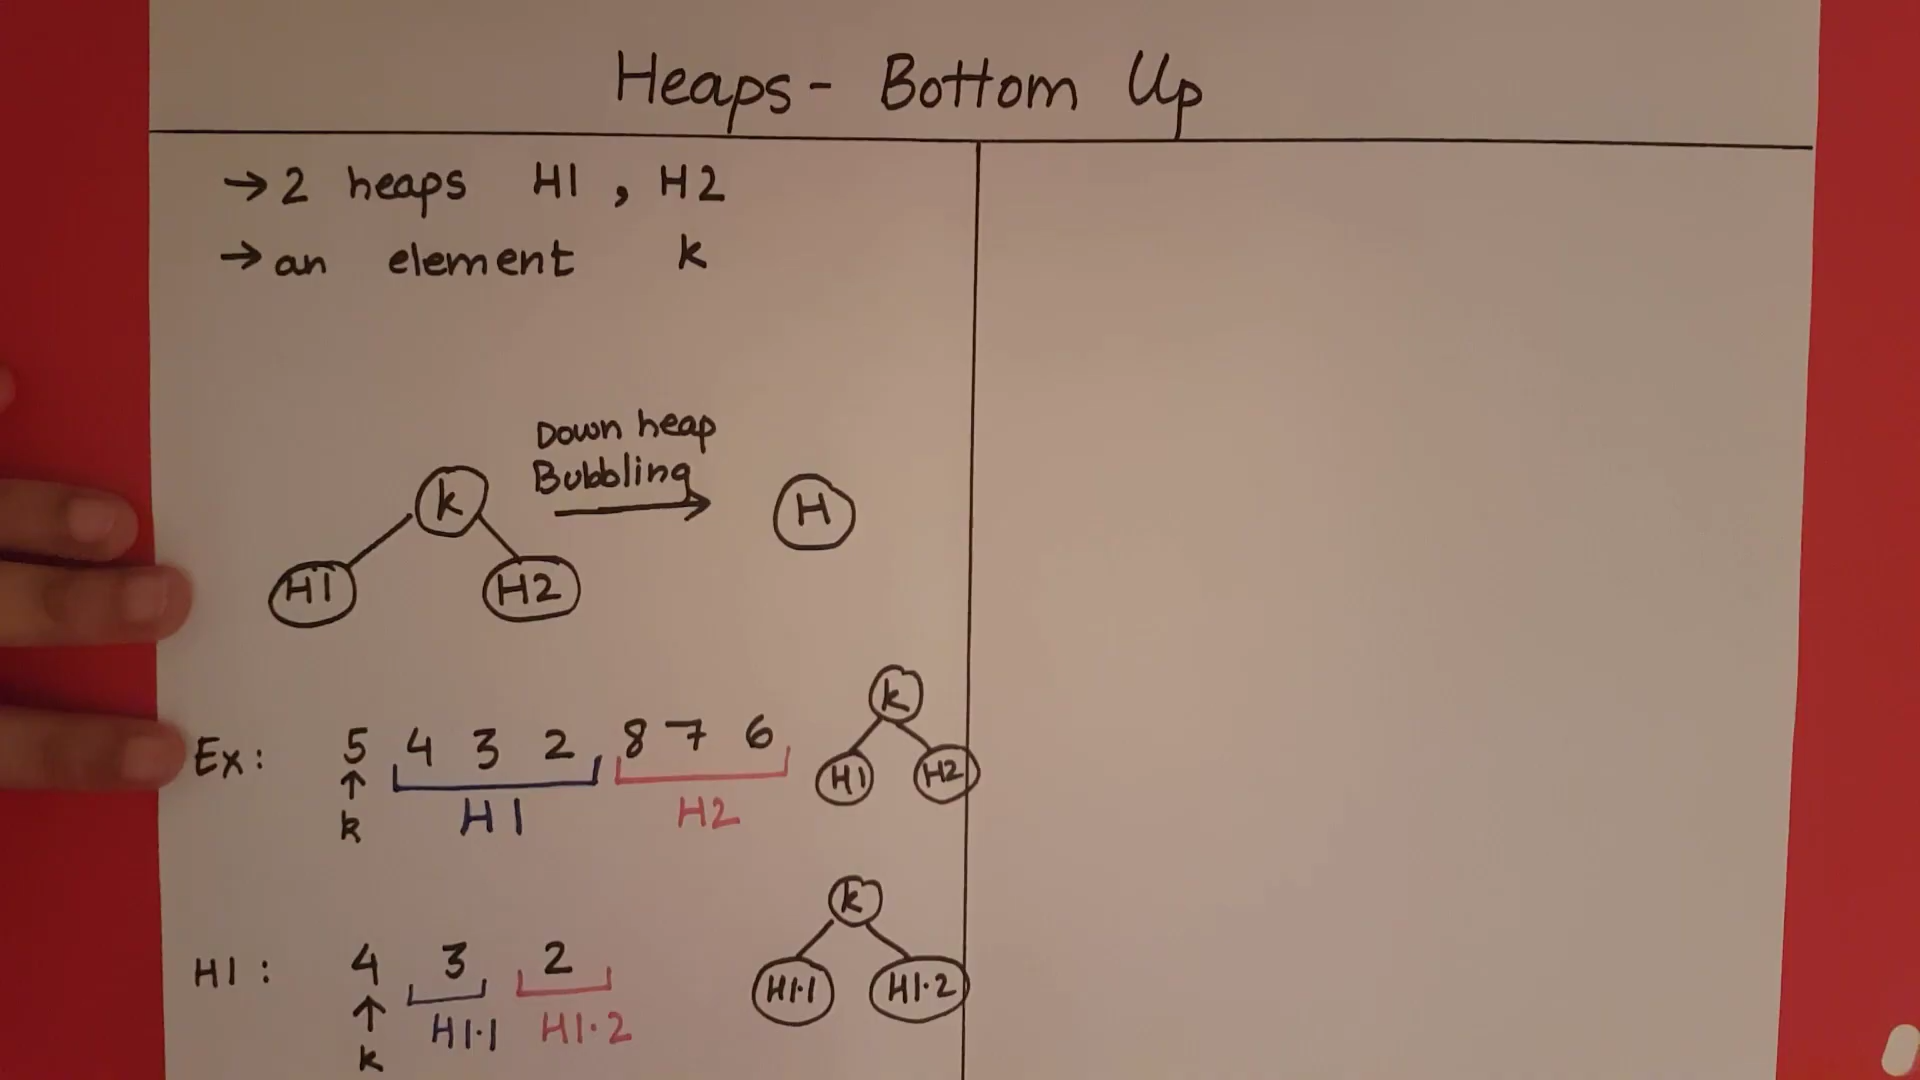 Heaps - Bottom Up
→ 2 heaps H1 , H2
→ an element k
Down heap
Bubbling
k
H1 H2
H
Ex: 5 4 3 2 8 7 6
k H1 H2
k
H1 H2
H1: 4 3 2
k H1.1 H1.2
k
H1.1 H1.2